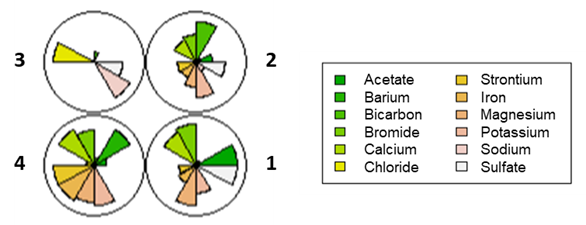 3
2
4
1
Acetate
Barium
Bicarbon
Bromide
Calcium
Chloride
Strontium
Iron
Magnesium
Potassium
Sodium
Sulfate